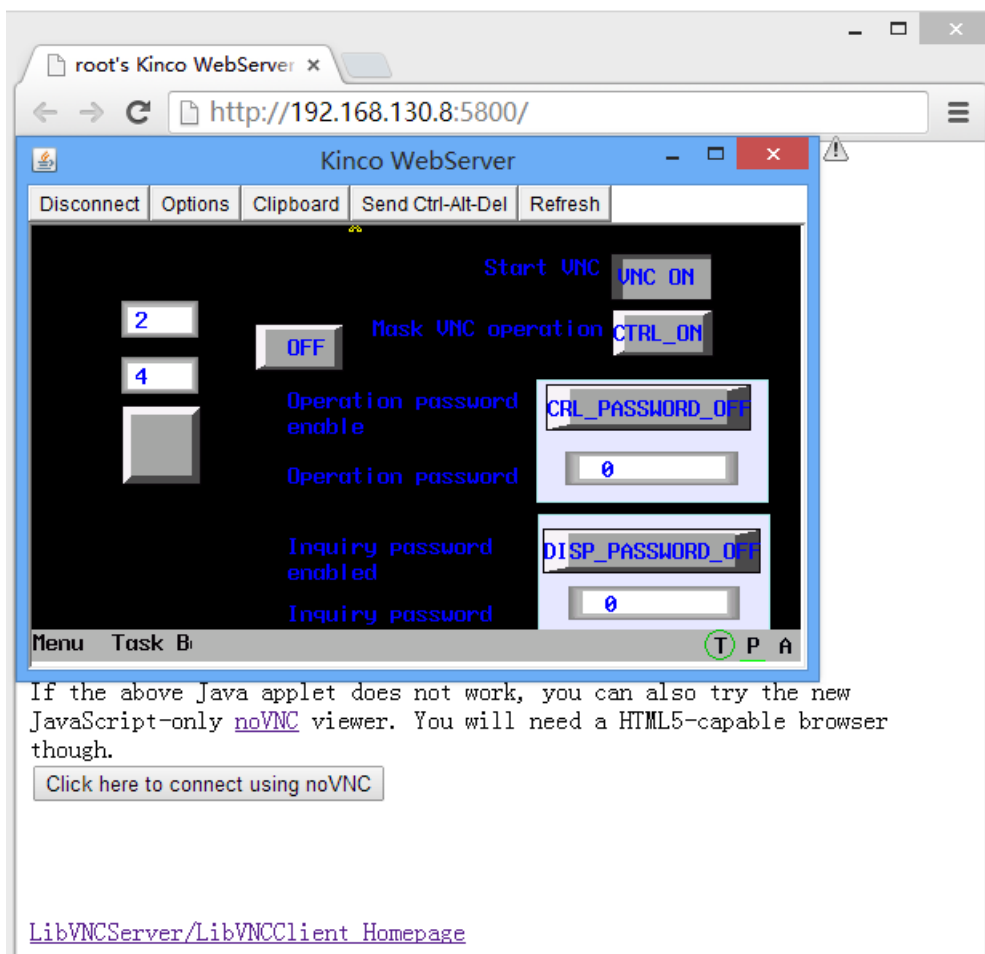 root's Kinco WebServer
http://192.168.130.8:5800/
Kinco WebServer
Disconnect Options Clipboard Send Ctrl-Alt-Del Refresh
Start VNC VNC ON
2
Mask VNC operation CTRL_ON
OFF
4
Operation password
enable
CRL_PASSWORD_OFF
Operation password 0
Inquiry password
enabled
DISP_PASSWORD_OFF
Inquiry password 0
Menu Task B T P A
If the above Java applet does not work, you can also try the new
JavaScript-only noVNC viewer. You will need a HTML5-capable browser
though.
Click here to connect using noVNC
LibVNCServer/LibVNCClient Homepage